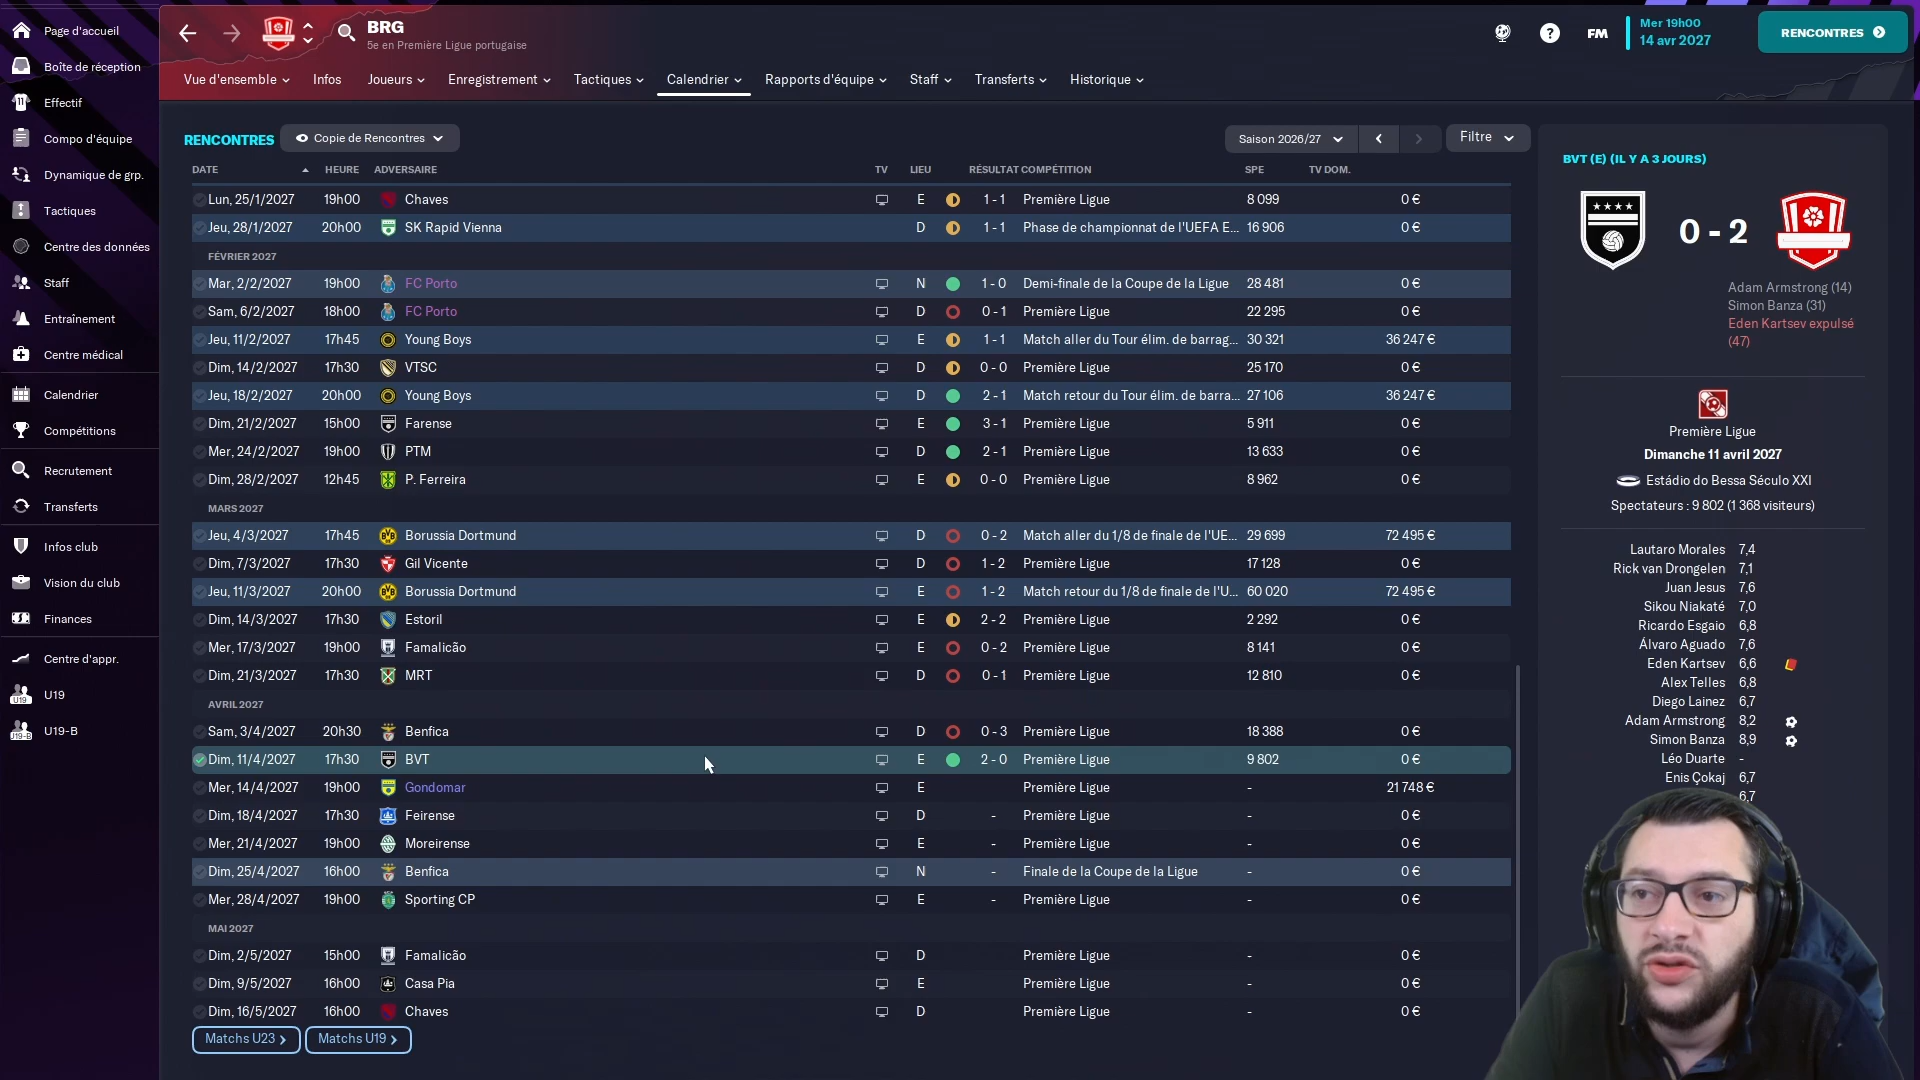 Page d'accueil
Boîte de réception
Effectif
Compo d'équipe
Dynamique de grp.
Tactiques
Centre des données
Staff
Entraînement
Centre médical
Calendrier
Compétitions
Recrutement
Transferts
Infos club
Vision du club
Finances
Centre d'appr.
U19
U19-B
BRG
5e en Première Ligue portugaise
FM
Mer 19h00
14 avr 2027
RENCONTRES
Vue d'ensemble Infos Joueurs Enregistrement Tactiques Calendrier Rapports d'équipe Staff Transferts Historique
RENCONTRES Copie de Rencontres Saison 2026/27 Filtre
DATE HEURE ADVERSAIRE TV LIEU RÉSULTAT COMPÉTITION SPE TV DOM.
Lun, 25/1/2027 19h00 Chaves E 1 - 1 Première Ligue 8 099 0 €
Jeu, 28/1/2027 20h00 SK Rapid Vienna D 1 - 1 Phase de championnat de l'UEFA E... 16 906 0 €
FÉVRIER 2027
Mar, 2/2/2027 19h00 FC Porto N 1 - 0 Demi-finale de la Coupe de la Ligue 28 481 0 €
Sam, 6/2/2027 18h00 FC Porto D 0 - 1 Première Ligue 22 295 0 €
Jeu, 11/2/2027 17h45 Young Boys E 1 - 1 Match aller du Tour élim. de barrag... 30 321 36 247 €
Dim, 14/2/2027 17h30 VTSC D 0 - 0 Première Ligue 25 170 0 €
Jeu, 18/2/2027 20h00 Young Boys D 2 - 1 Match retour du Tour élim. de barra... 27 106 36 247 €
Dim, 21/2/2027 15h00 Farense E 3 - 1 Première Ligue 5 911 0 €
Mer, 24/2/2027 19h00 PTM D 2 - 1 Première Ligue 13 633 0 €
Dim, 28/2/2027 12h45 P. Ferreira E 0 - 0 Première Ligue 8 962 0 €
MARS 2027
Jeu, 4/3/2027 17h45 Borussia Dortmund D 0 - 2 Match aller du 1/8 de finale de l'UE... 29 699 72 495 €
Dim, 7/3/2027 17h30 Gil Vicente D 1 - 2 Première Ligue 17 128 0 €
Jeu, 11/3/2027 20h00 Borussia Dortmund E 1 - 2 Match retour du 1/8 de finale de l'U... 60 020 72 495 €
Dim, 14/3/2027 17h30 Estoril E 2 - 2 Première Ligue 2 292 0 €
Mer, 17/3/2027 19h00 Famalicão E 0 - 2 Première Ligue 8 141 0 €
Dim, 21/3/2027 17h30 MRT D 0 - 1 Première Ligue 12 810 0 €
AVRIL 2027
Sam, 3/4/2027 20h30 Benfica D 0 - 3 Première Ligue 18 388 0 €
Dim, 11/4/2027 17h30 BVT E 2 - 0 Première Ligue 9 802 0 €
Mer, 14/4/2027 19h00 Gondomar E Première Ligue - 21 748 €
Dim, 18/4/2027 17h30 Feirense D - Première Ligue - 0 €
Mer, 21/4/2027 19h00 Moreirense E - Première Ligue - 0 €
Dim, 25/4/2027 16h00 Benfica N - Finale de la Coupe de la Ligue - 0 €
Mer, 28/4/2027 19h00 Sporting CP E - Première Ligue - 0 €
MAI 2027
Dim, 2/5/2027 15h00 Famalicão D Première Ligue - 0 €
Dim, 9/5/2027 16h00 Casa Pia E Première Ligue - 0 €
Dim, 16/5/2027 16h00 Chaves D Première Ligue - 0 €
Matchs U23 Matchs U19
BVT (E) (IL Y A 3 JOURS)
0 - 2
Adam Armstrong (14)
Simon Banza (31)
Eden Kartsev expulsé
(47)
Première Ligue
Dimanche 11 avril 2027
Estádio do Bessa Século XXI
Spectateurs : 9 802 (1 368 visiteurs)
Lautaro Morales 7,4
Rick van Drongelen 7,1
Juan Jesus 7,6
Sikou Niakaté 7,0
Ricardo Esgaio 6,8
Álvaro Aguado 7,6
Eden Kartsev 6,6
Alex Telles 6,8
Diego Lainez 6,7
Adam Armstrong 8,2
Simon Banza 8,9
Léo Duarte -
Enis Çokaj 6,7
6,7